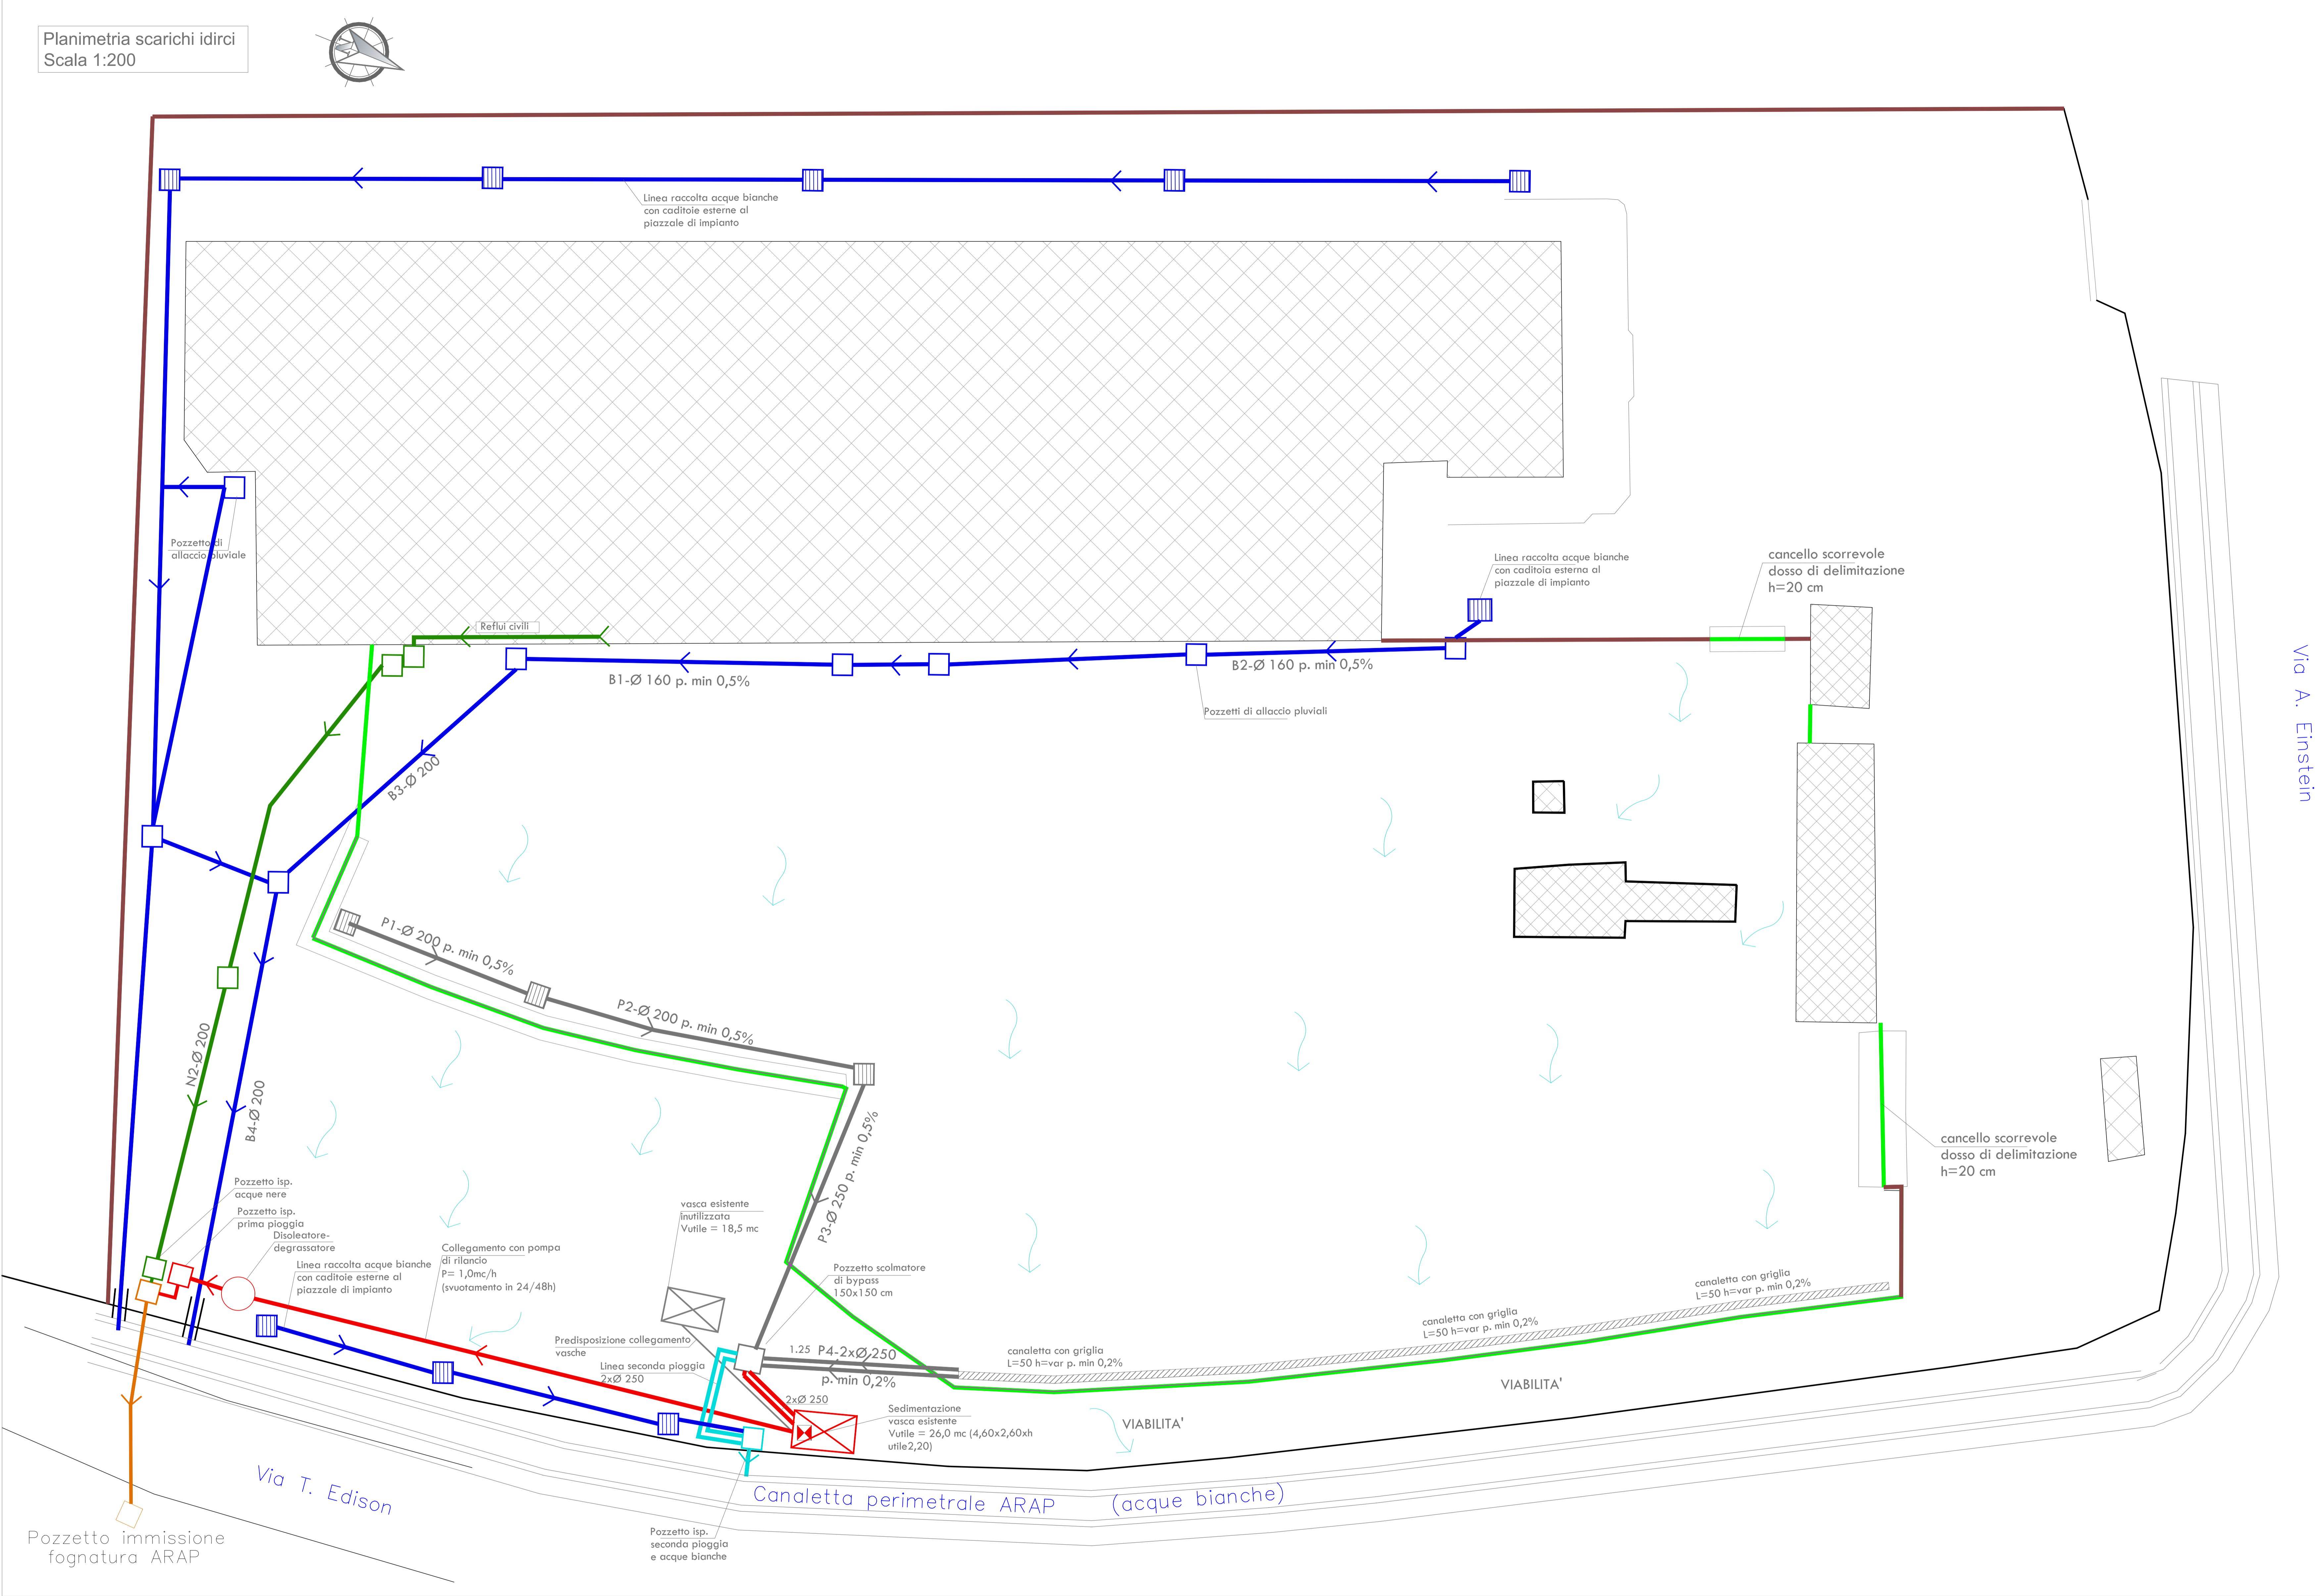 Planimetria scarichi idirci
Scala 1:200
Linea raccolta acque bianche
con caditoie esterne al
piazzale di impianto
Pozzetto di
allaccio pluviale
Linea raccolta acque bianche
con caditoia esterna al
piazzale di impianto
cancello scorrevole
dosso di delimitazione
h=20 cm
Reflui civili
B1-Ø 160 p. min 0,5%
B2-Ø 160 p. min 0,5%
Pozzetti di allaccio pluviali
Via A. Einstein
B3-Ø 200
P1-Ø 200 p. min 0,5%
P2-Ø 200 p. min 0,5%
N2-Ø 200
B4-Ø 200
P3-Ø 250 p. min 0,5%
cancello scorrevole
dosso di delimitazione
h=20 cm
Pozzetto isp.
acque nere
Pozzetto isp.
prima pioggia
Disoleatore-
degrassatore
Linea raccolta acque bianche
con caditoie esterne al
piazzale di impianto
Collegamento con pompa
di rilancio
P= 1,0mc/h
(svuotamento in 24/48h)
vasca esistente
inutilizzata
Vutile = 18,5 mc
Pozzetto scolmatore
di bypass
150x150 cm
Predisposizione collegamento
vasche
Linea seconda pioggia
2xØ 250
1.25
P4-2xØ 250
p. min 0,2%
canaletta con griglia
L=50 h=var p. min 0,2%
canaletta con griglia
L=50 h=var p. min 0,2%
canaletta con griglia
L=50 h=var p. min 0,2%
2xØ 250
Sedimentazione
vasca esistente
Vutile = 26,0 mc (4,60x2,60xh
utile2,20)
VIABILITA'
VIABILITA'
Via T. Edison
Canaletta perimetrale ARAP (acque bianche)
Pozzetto isp.
seconda pioggia
e acque bianche
Pozzetto immissione
fognatura ARAP